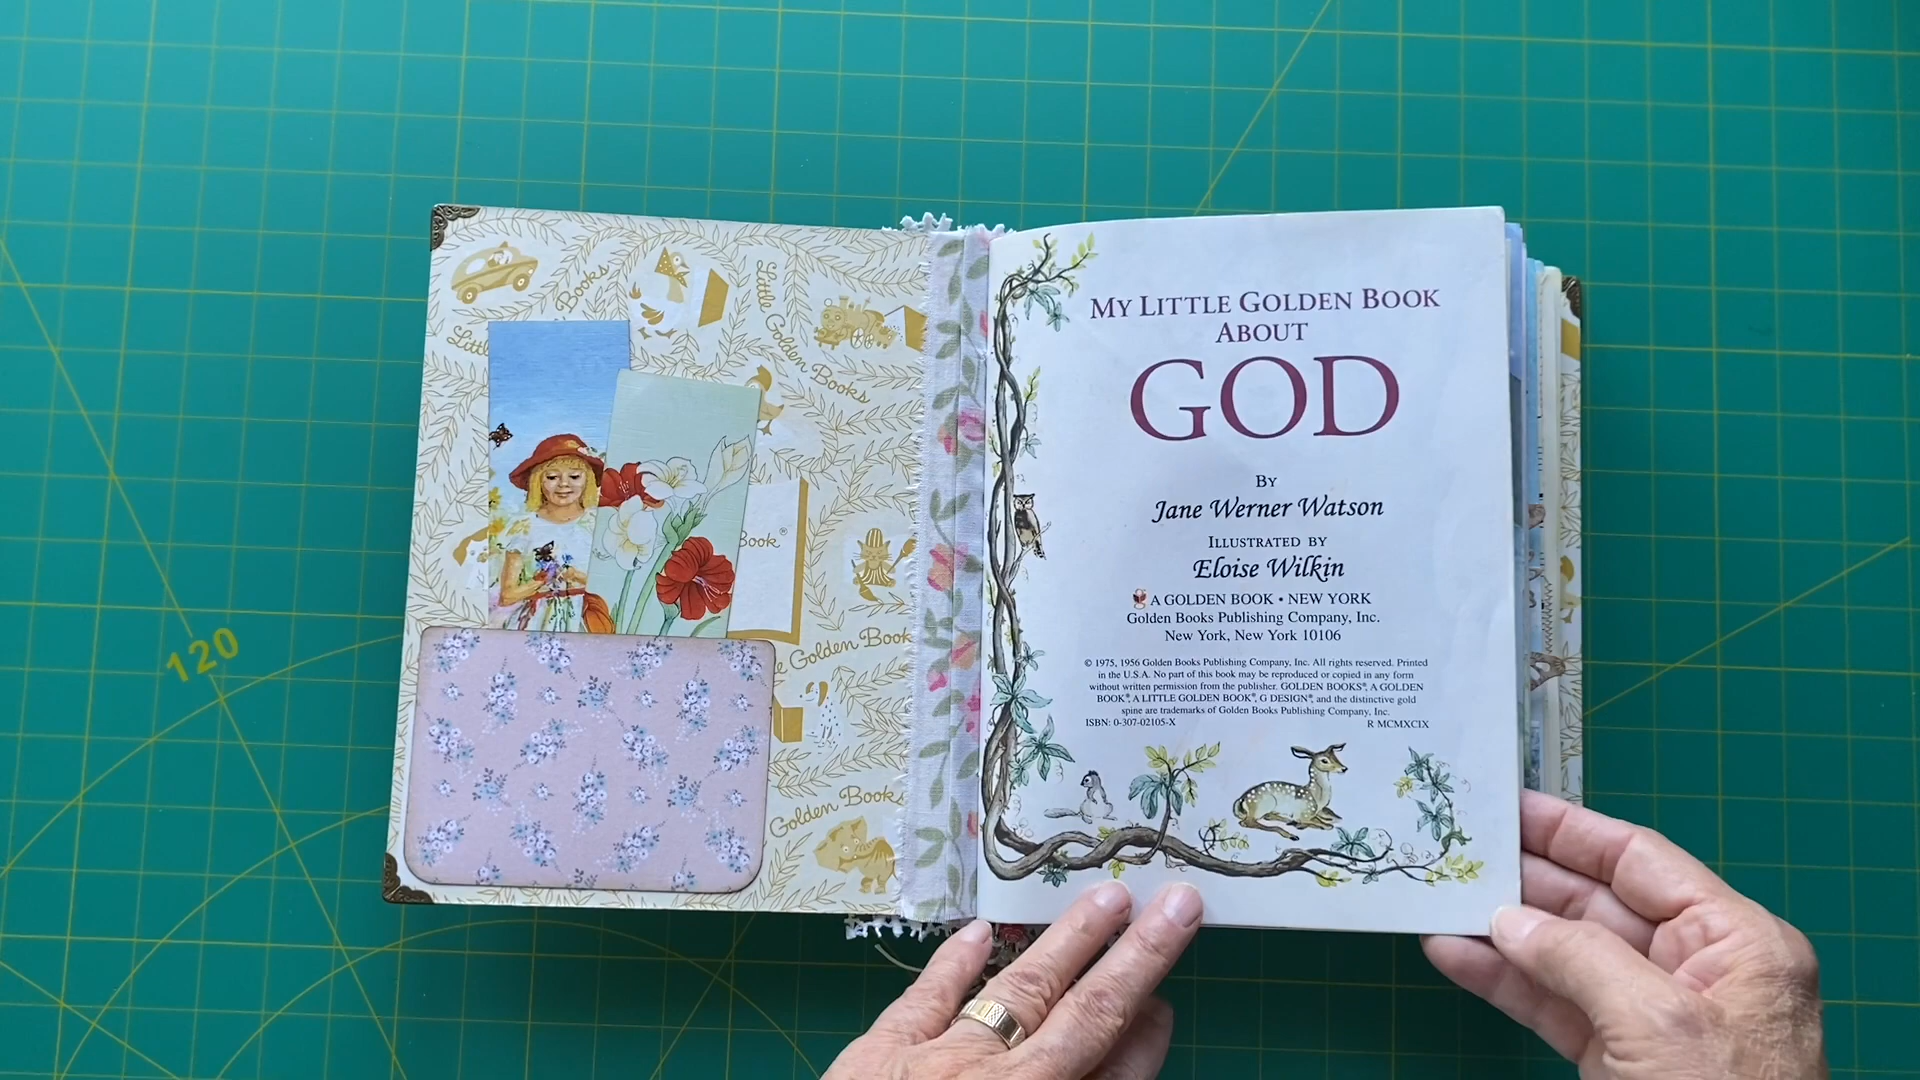 Books
Little Golden Books
Book®
Golden Book
Golden Books
120
MY LITTLE GOLDEN BOOK
ABOUT
GOD
BY
Jane Werner Watson
ILLUSTRATED BY
Eloise Wilkin
A GOLDEN BOOK • NEW YORK
Golden Books Publishing Company, Inc.
New York, New York 10106
© 1975, 1956 Golden Books Publishing Company, Inc. All rights reserved. Printed
in the U.S.A. No part of this book may be reproduced or copied in any form
without written permission from the publisher. GOLDEN BOOKS®, A GOLDEN
BOOK®, A LITTLE GOLDEN BOOK®, G DESIGN®, and the distinctive gold
spine are trademarks of Golden Books Publishing Company, Inc.
ISBN: 0-307-02105-X R MCMXCIX